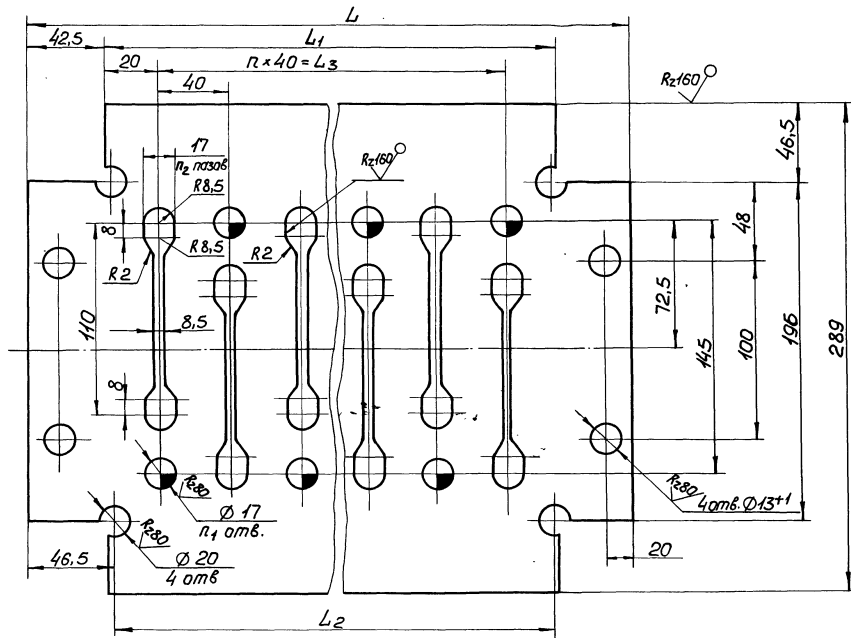 L
42,5
L₁
20
n×40=L₃
40
Rz160
46,5
17
n₂ пазов
Rz160
R8,5
8
R8,5
R2
R2
48
72,5
110
8,5
145
100
196
289
8
Rz80
Ø 17
n₁ отв.
Rz80
4 отв. Ø13⁺¹
Rz80
Ø 20
4 отв
46,5
20
L₂